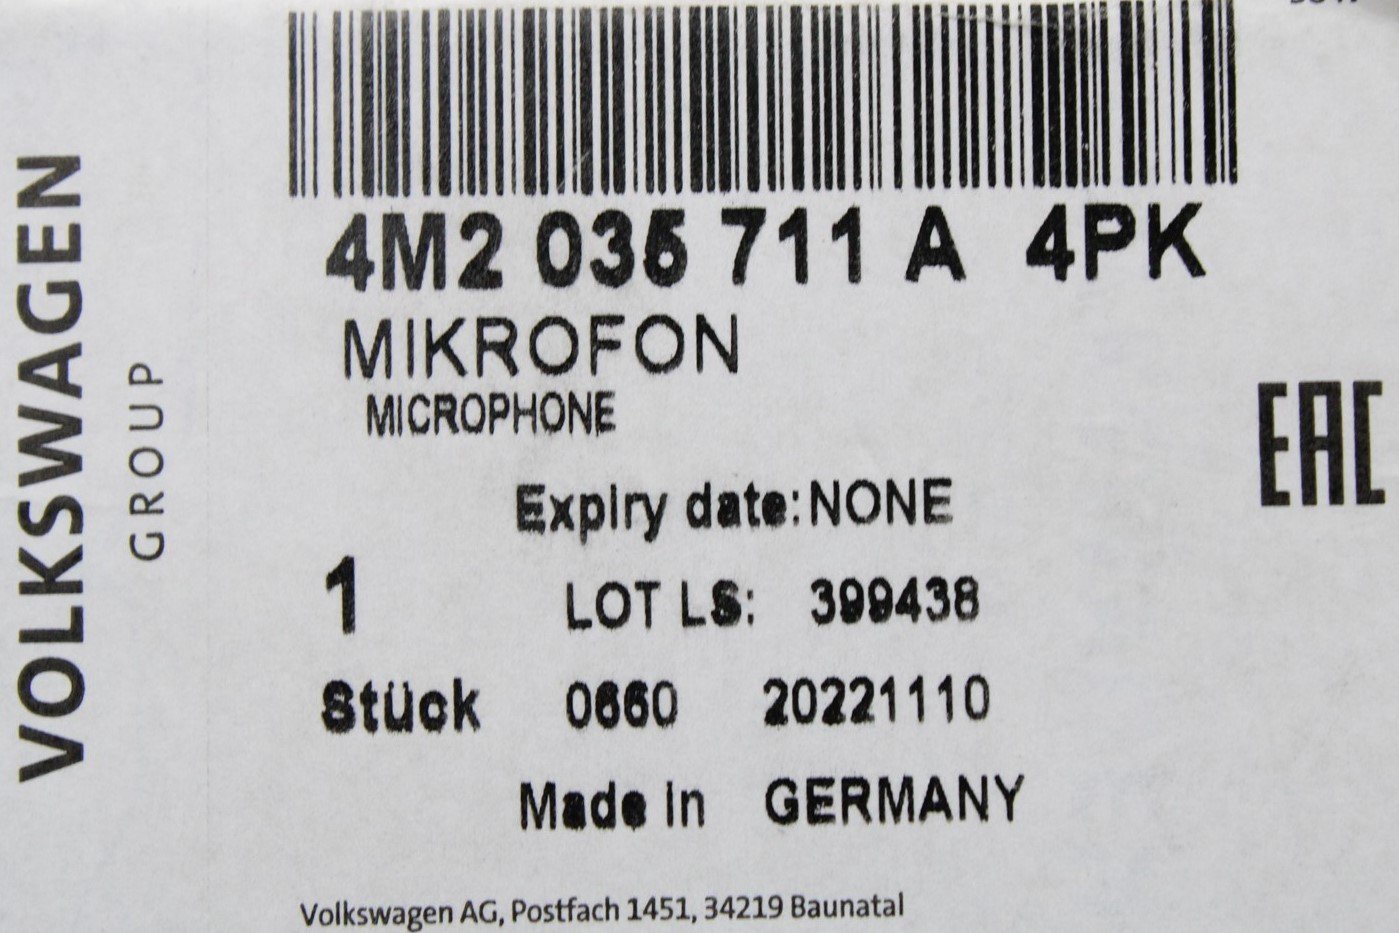 4M2 035 711 A 4PK
MIKROFON
MICROPHONE
Expiry date: NONE
1 LOT LS: 399438
Stück 0660 20221110
Made in GERMANY
Volkswagen AG, Postfach 1451, 34219 Baunatal
VOLKSWAGEN
GROUP
EAC